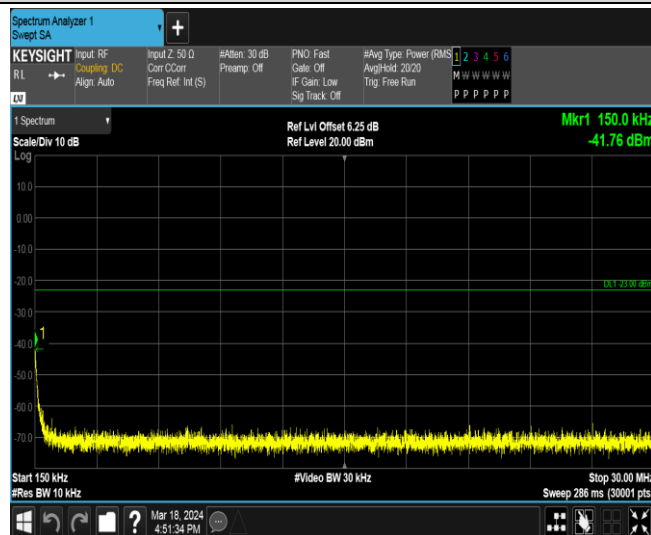 Spectrum Analyzer 1
Swept SA
+
KEYSIGHT
RL
LXI
Input: RF
Coupling: DC
Align: Auto
Input Z: 50 Ω
Corr CCorr
Freq Ref: Int (S)
#Atten: 30 dB
Preamp: Off
PNO: Fast
Gate: Off
IF Gain: Low
Sig Track: Off
#Avg Type: Power (RMS
Avg|Hold: 20/20
Trig: Free Run
1 2 3 4 5 6
M W W W W W
P P P P P P
1 Spectrum
Scale/Div 10 dB
Ref Lvl Offset 6.25 dB
Ref Level 20.00 dBm
Mkr1 150.0 kHz
-41.76 dBm
Log
10.0
0.00
-10.0
-20.0
-30.0
-40.0
-50.0
-60.0
-70.0
DL1 -23.00 dBm
1
Start 150 kHz
#Res BW 10 kHz
#Video BW 30 kHz
Stop 30.00 MHz
Sweep 286 ms (30001 pts)
?
Mar 18, 2024
4:51:34 PM